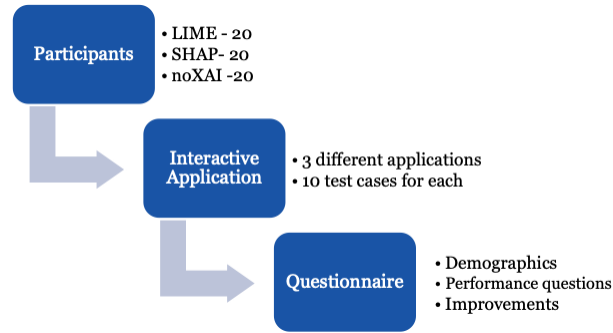 Participants
• LIME - 20
• SHAP- 20
• noXAI -20
Interactive
Application
• 3 different applications
• 10 test cases for each
Questionnaire
• Demographics
• Performance questions
• Improvements